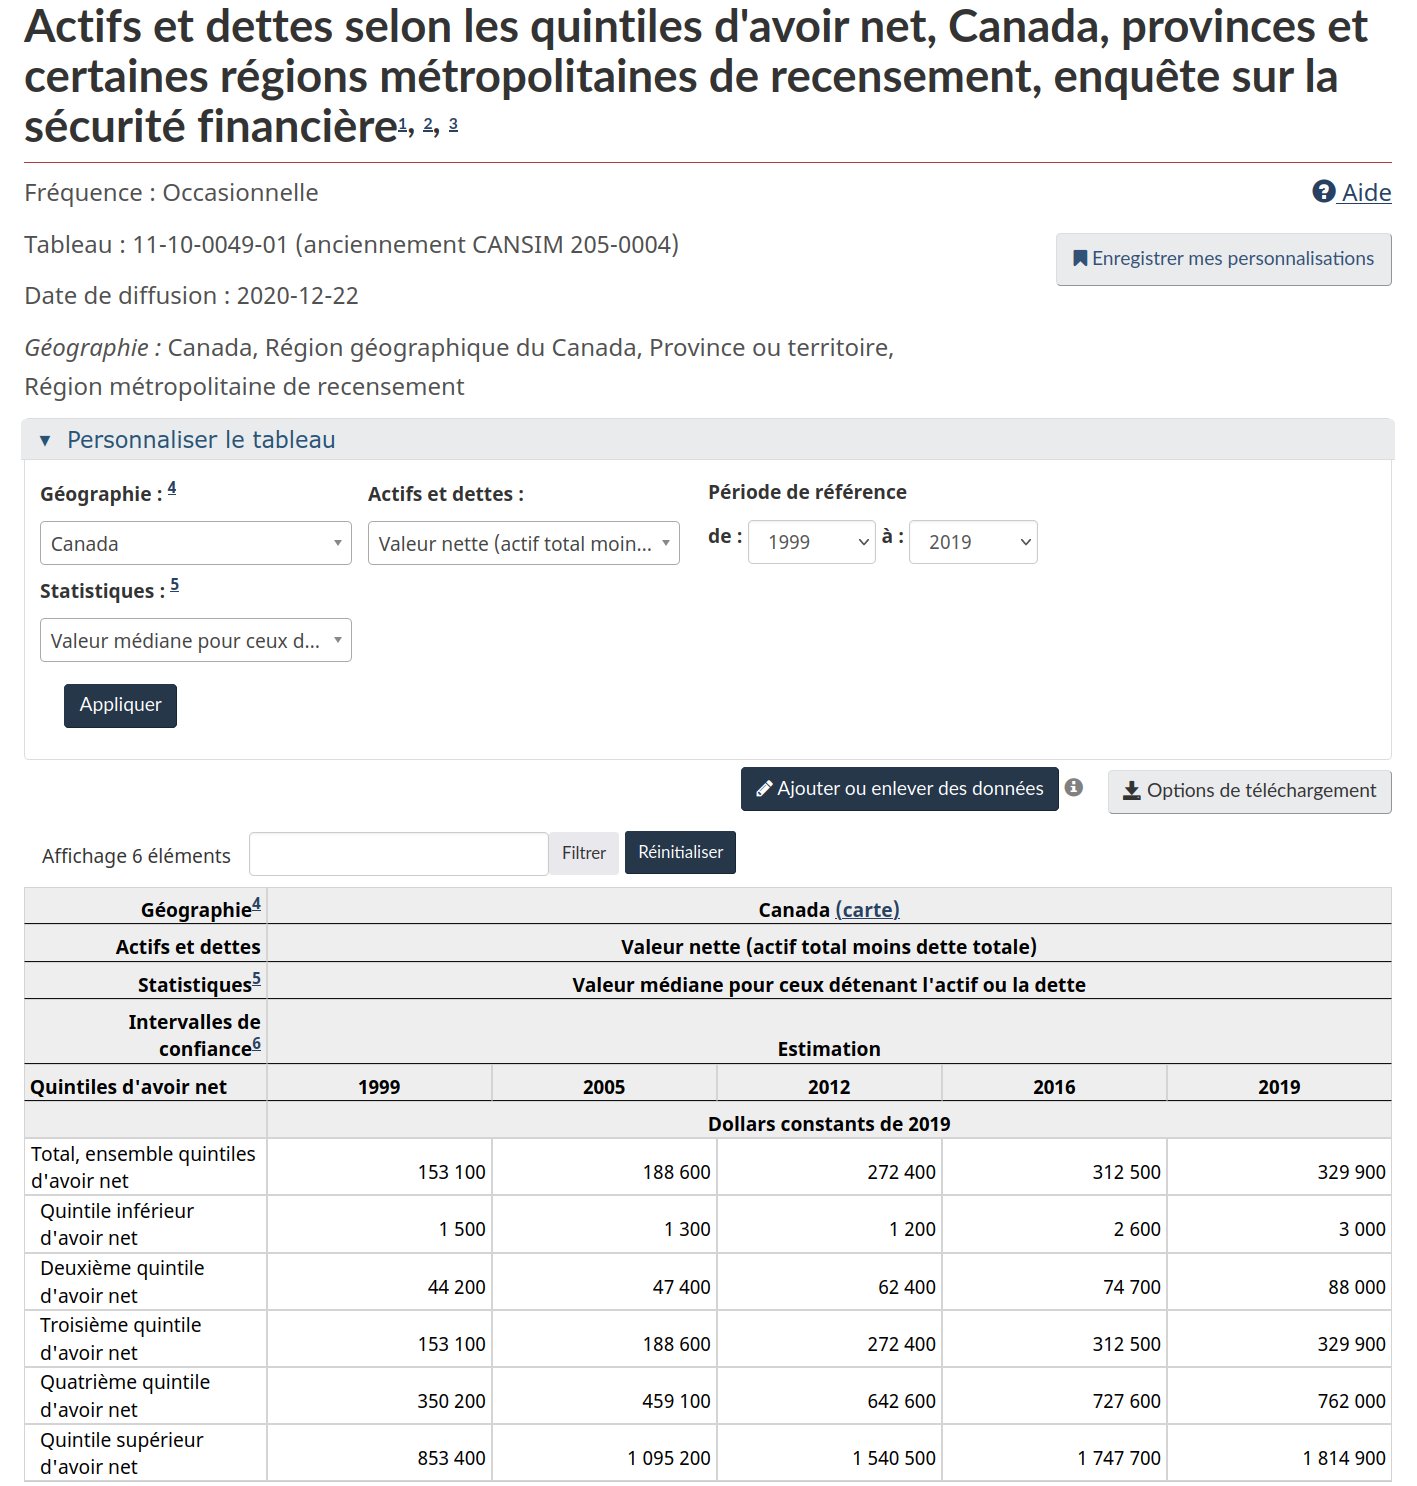 Actifs et dettes selon les quintiles d'avoir net, Canada, provinces et
certaines régions métropolitaines de recensement, enquête sur la
sécurité financière1, 2, 3
Fréquence : Occasionnelle
Aide
Tableau : 11-10-0049-01 (anciennement CANSIM 205-0004)
Enregistrer mes personnalisations
Date de diffusion : 2020-12-22
Géographie : Canada, Région géographique du Canada, Province ou territoire,
Région métropolitaine de recensement
▼ Personnaliser le tableau
Géographie : 4 Actifs et dettes : Période de référence
Canada Valeur nette (actif total moin... de : 1999 à : 2019
Statistiques : 5
Valeur médiane pour ceux d...
Appliquer
Ajouter ou enlever des données Options de téléchargement
Affichage 6 éléments Filtrer Réinitialiser
Géographie4 Canada (carte)
Actifs et dettes Valeur nette (actif total moins dette totale)
Statistiques5 Valeur médiane pour ceux détenant l'actif ou la dette
Intervalles de
confiance6 Estimation
Quintiles d'avoir net 1999 2005 2012 2016 2019
Dollars constants de 2019
Total, ensemble quintiles
d'avoir net 153 100 188 600 272 400 312 500 329 900
Quintile inférieur
d'avoir net 1 500 1 300 1 200 2 600 3 000
Deuxième quintile
d'avoir net 44 200 47 400 62 400 74 700 88 000
Troisième quintile
d'avoir net 153 100 188 600 272 400 312 500 329 900
Quatrième quintile
d'avoir net 350 200 459 100 642 600 727 600 762 000
Quintile supérieur
d'avoir net 853 400 1 095 200 1 540 500 1 747 700 1 814 900